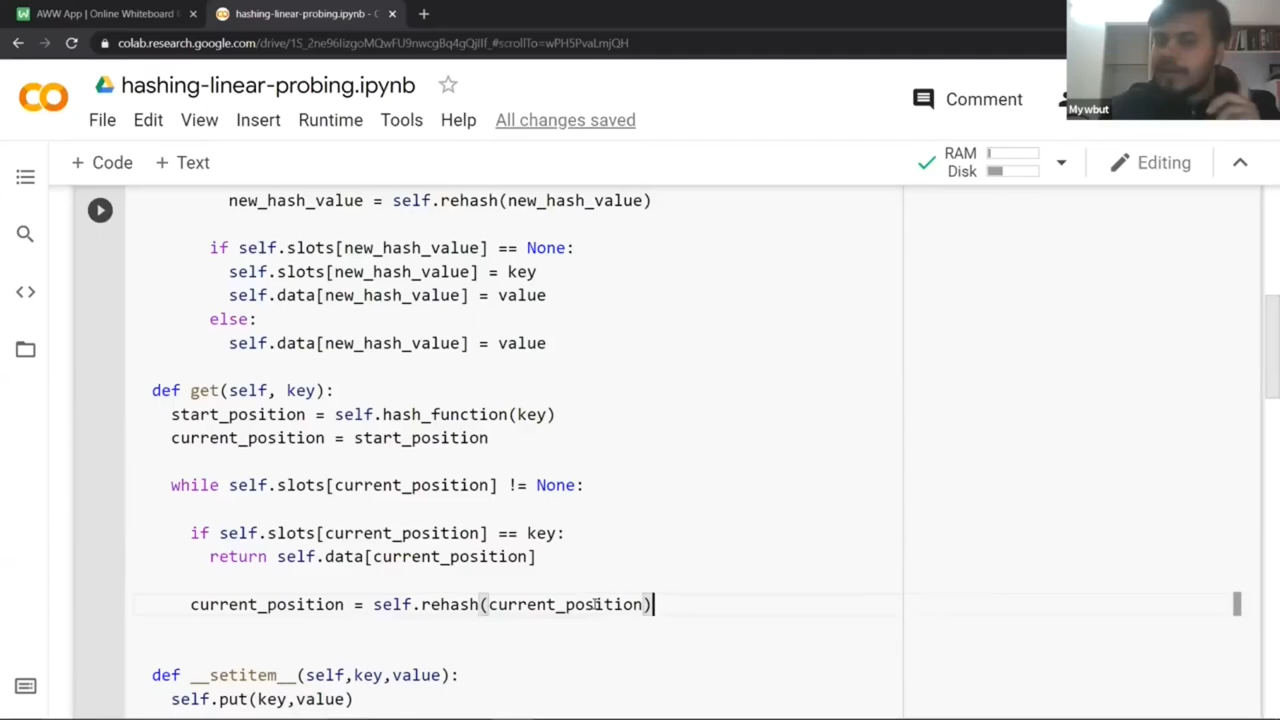 AWW App | Online Whiteboard
hashing-linear-probing.ipynb - C
colab.research.google.com/drive/
CO
hashing-linear-probing.ipynb
Comment
File Edit View Insert Runtime Tools Help All changes saved
+ Code + Text
RAM
Disk
Editing
Mywbut
new_hash_value = self.rehash(new_hash_value)
if self.slots[new_hash_value] == None:
self.slots[new_hash_value] = key
self.data[new_hash_value] = value
else:
self.data[new_hash_value] = value
def get(self, key):
start_position = self.hash_function(key)
current_position = start_position
while self.slots[current_position] != None:
if self.slots[current_position] == key:
return self.data[current_position]
current_position = self.rehash(current_position)
def __setitem__(self,key,value):
self.put(key,value)